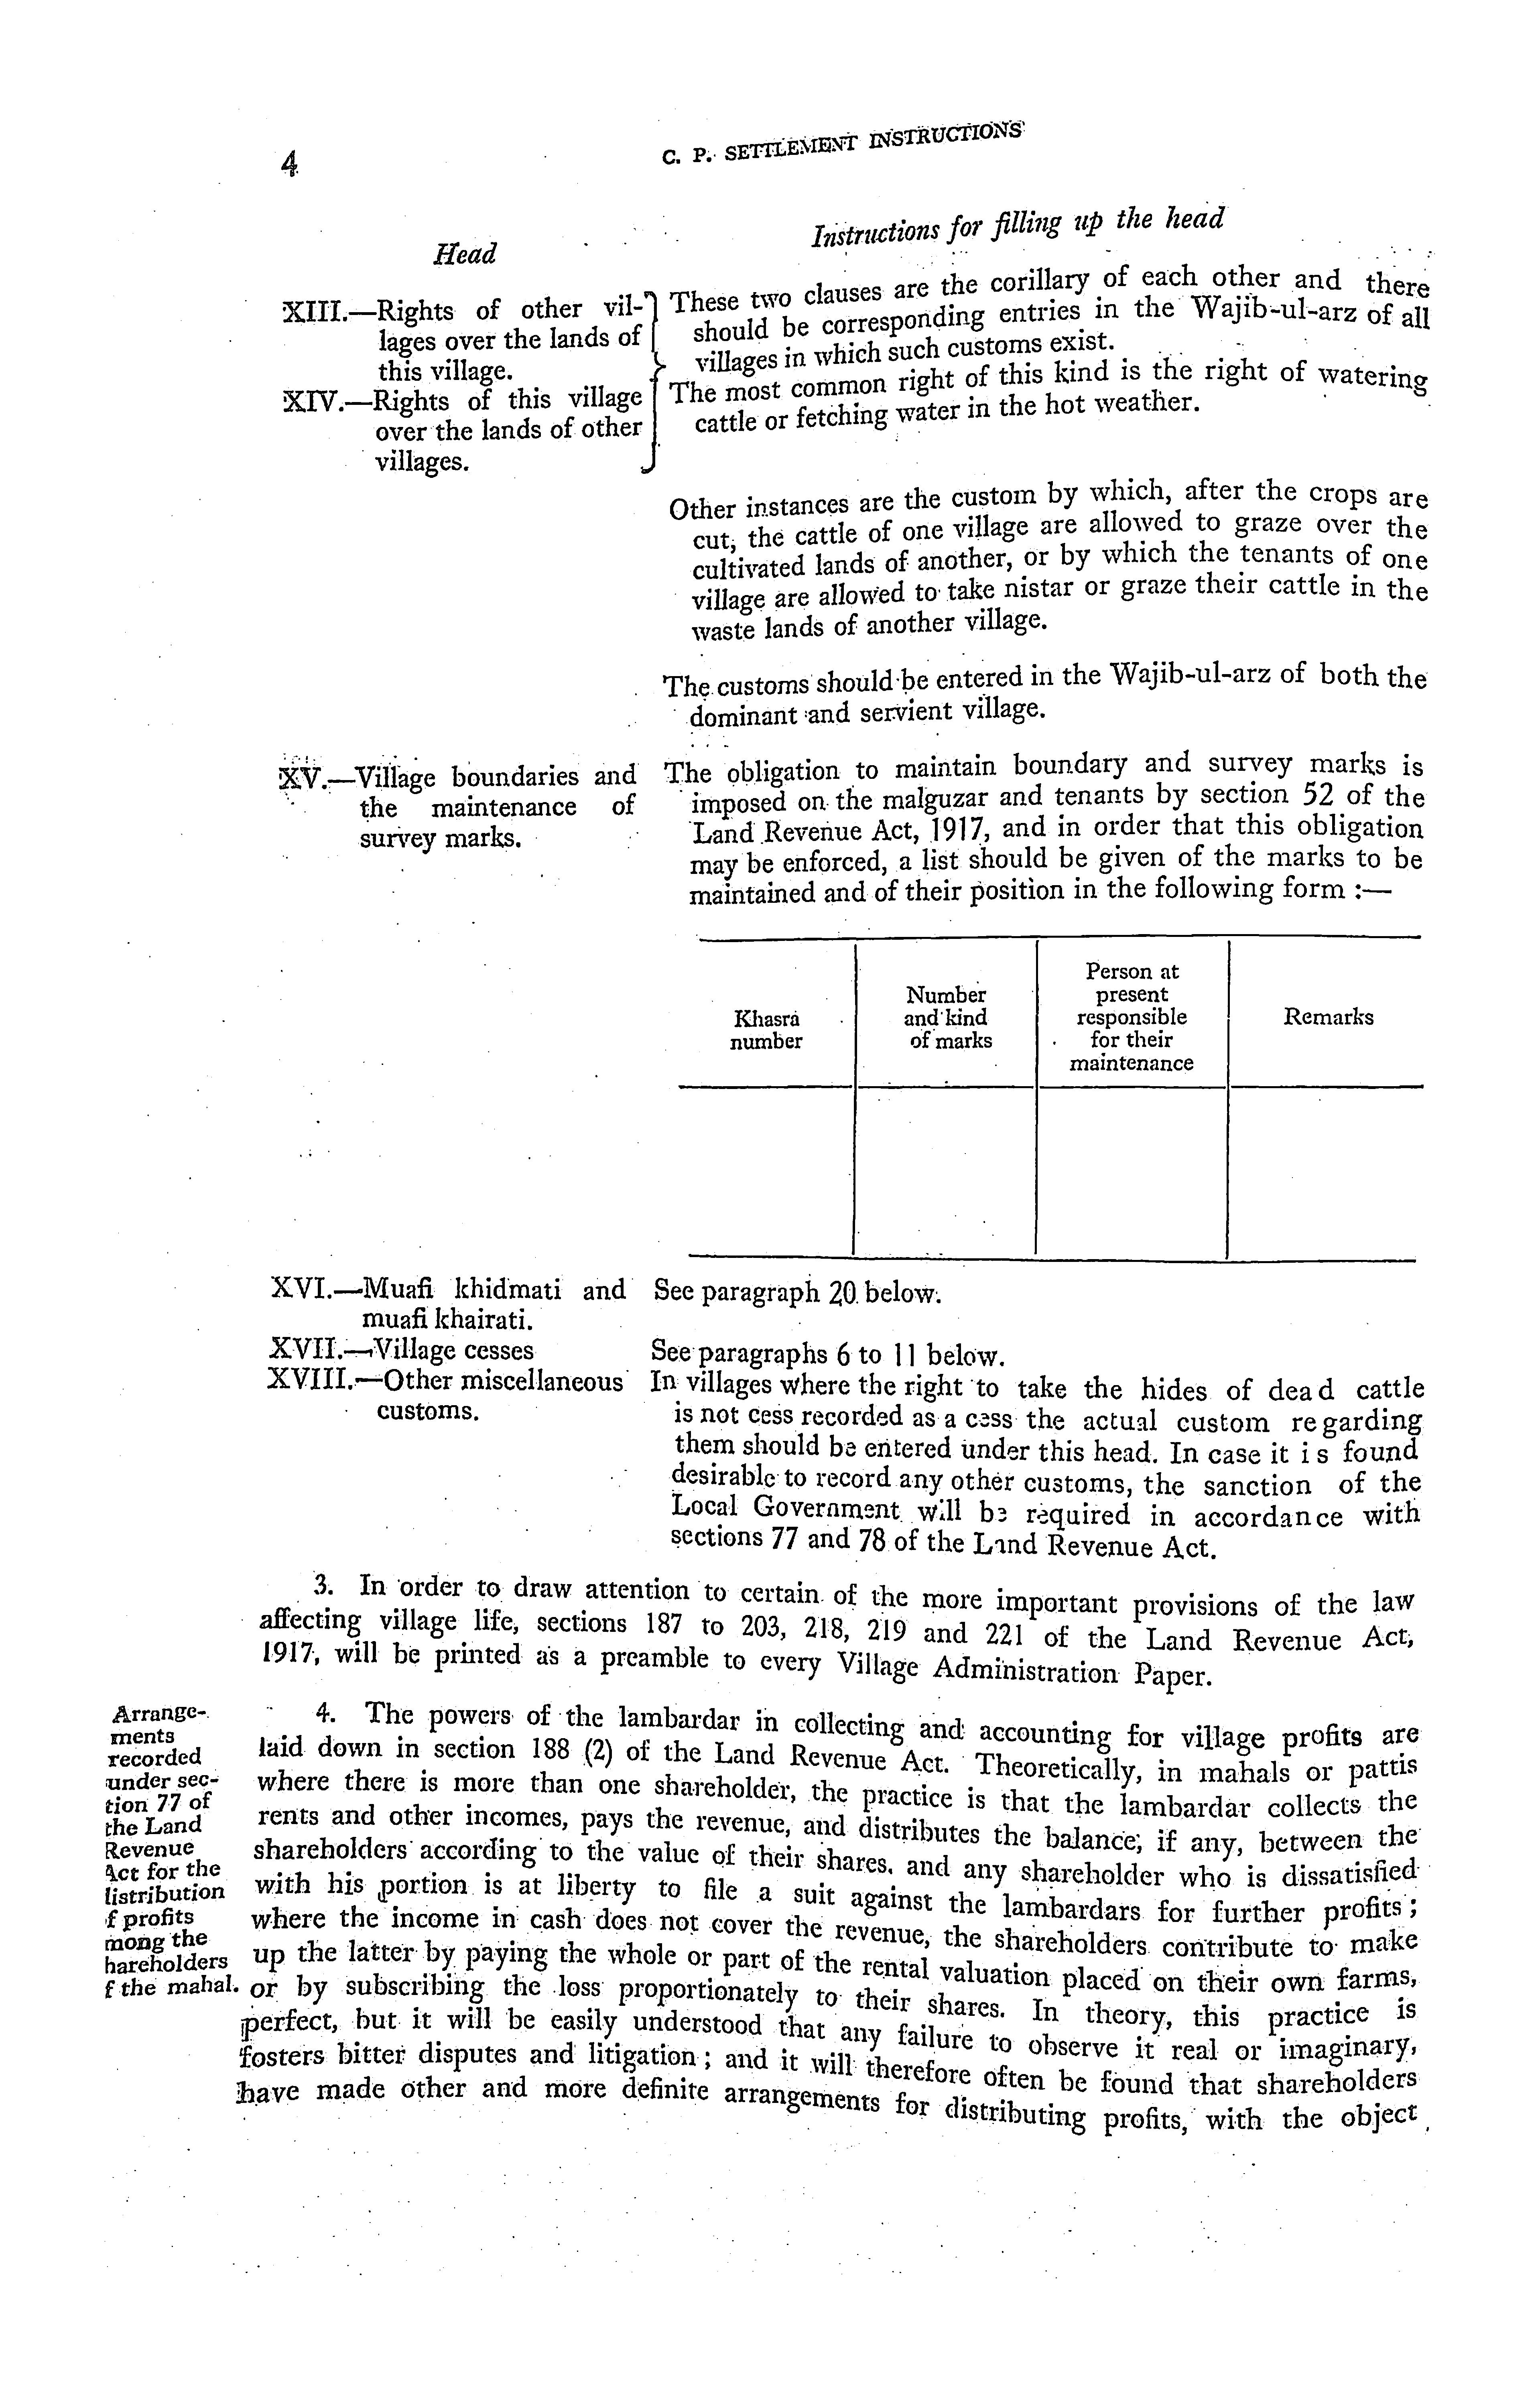 4
C. P. SETTLEMENT INSTRUCTIONS
Head
Instructions for filling up the head
XIII.—Rights of other vil-
lages over the lands of
this village.
XIV.—Rights of this village
over the lands of other
villages.
These two clauses are the corillary of each other and there
should be corresponding entries in the Wajib-ul-arz of all
villages in which such customs exist.
The most common right of this kind is the right of watering
cattle or fetching water in the hot weather.
Other instances are the custom by which, after the crops are
cut, the cattle of one village are allowed to graze over the
cultivated lands of another, or by which the tenants of one
village are allowed to take nistar or graze their cattle in the
waste lands of another village.
The customs should be entered in the Wajib-ul-arz of both the
dominant and servient village.
XV.—Village boundaries and
the maintenance of
survey marks.
The obligation to maintain boundary and survey marks is
imposed on the malguzar and tenants by section 52 of the
Land Revenue Act, 1917, and in order that this obligation
may be enforced, a list should be given of the marks to be
maintained and of their position in the following form :—
Khasra
number
Number
and kind
of marks
Person at
present
responsible
for their
maintenance
Remarks
XVI.—Muafi khidmati and
muafi khairati.
See paragraph 20 below.
XVII.—Village cesses
See paragraphs 6 to 11 below.
XVIII.—Other miscellaneous
customs.
In villages where the right to take the hides of dead cattle
is not cess recorded as a cess the actual custom regarding
them should be entered under this head. In case it is found
desirable to record any other customs, the sanction of the
Local Government will be required in accordance with
sections 77 and 78 of the Land Revenue Act.
3. In order to draw attention to certain of the more important provisions of the law
affecting village life, sections 187 to 203, 218, 219 and 221 of the Land Revenue Act,
1917, will be printed as a preamble to every Village Administration Paper.
Arrange-
ments
recorded
under sec-
tion 77 of
the Land
Revenue
Act for the
listribution
f profits
mong the
hareholders
f the mahal.
4. The powers of the lambardar in collecting and accounting for village profits are
laid down in section 188 (2) of the Land Revenue Act. Theoretically, in mahals or pattis
where there is more than one shareholder, the practice is that the lambardar collects the
rents and other incomes, pays the revenue, and distributes the balance, if any, between the
shareholders according to the value of their shares. and any shareholder who is dissatisfied
with his portion is at liberty to file a suit against the lambardars for further profits ;
where the income in cash does not cover the revenue, the shareholders contribute to make
up the latter by paying the whole or part of the rental valuation placed on their own farms,
or by subscribing the loss proportionately to their shares. In theory, this practice is
perfect, but it will be easily understood that any failure to observe it real or imaginary,
fosters bitter disputes and litigation ; and it will therefore often be found that shareholders
have made other and more definite arrangements for distributing profits, with the object